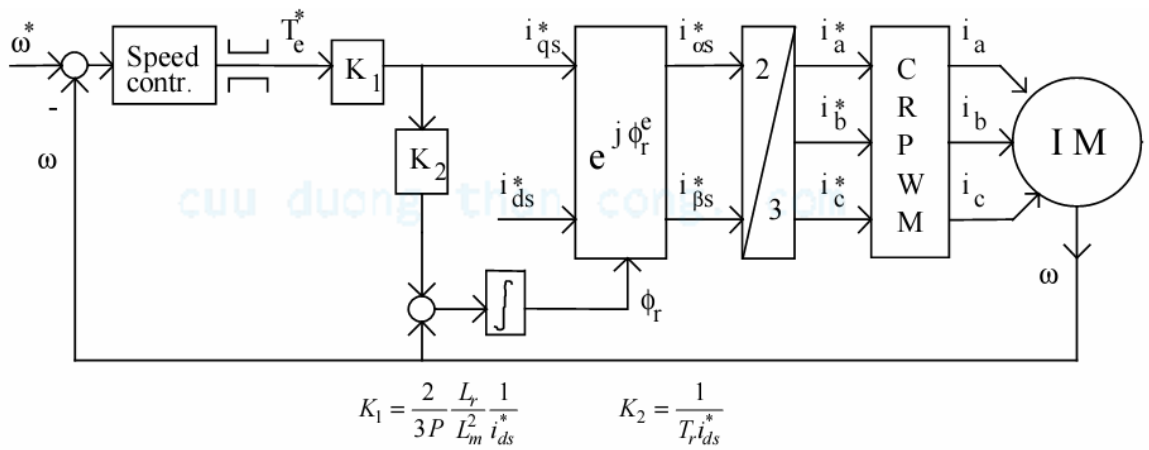 ω*
Speed
contr.
T*e
K1
i*qs
i*αs
2
i*a
C
R
P
W
M
ia
-
ω
K2
e^jϕ^e_r
i*b
ib
IM
cuu duong than cong. com
i*ds
i*βs
3
i*c
ic
ω
∫
ϕr
K1 = 2/3P Lr/L²m 1/i*ds
K2 = 1/Tr i*ds